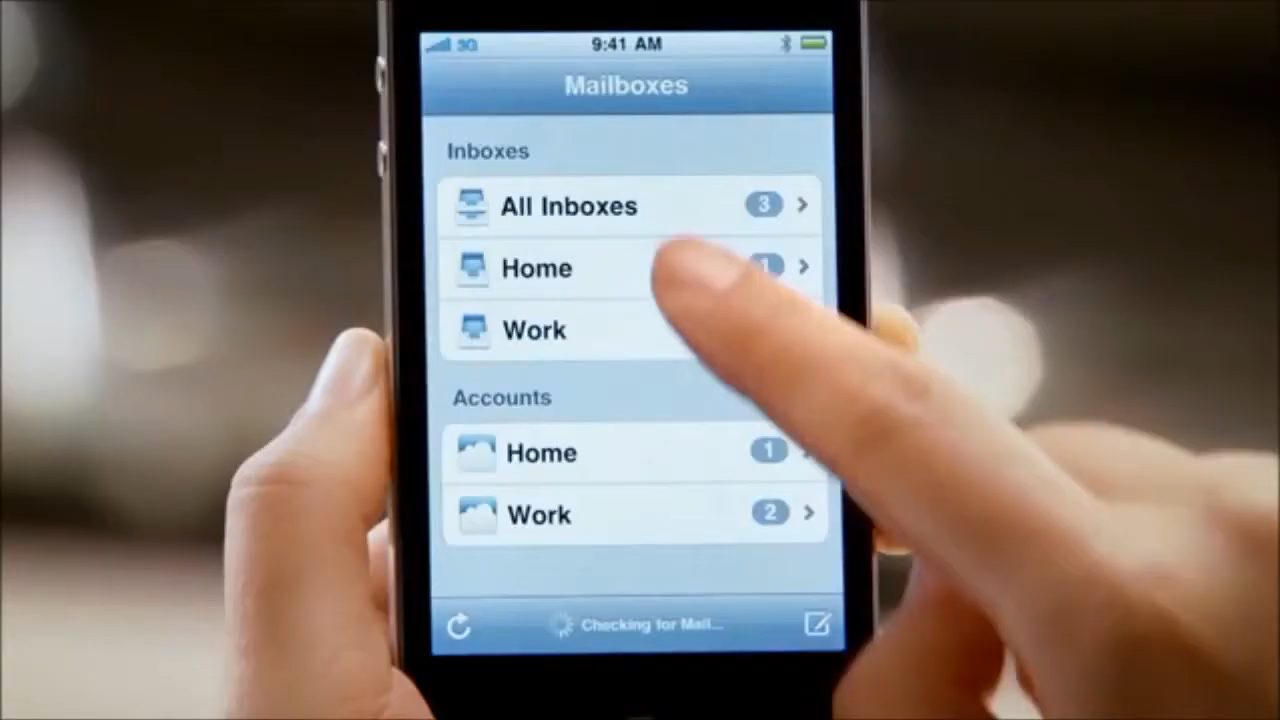 3G 9:41 AM
Mailboxes
Inboxes
All Inboxes 3
Home 1
Work
Accounts
Home 1
Work 2
Checking for Mail...